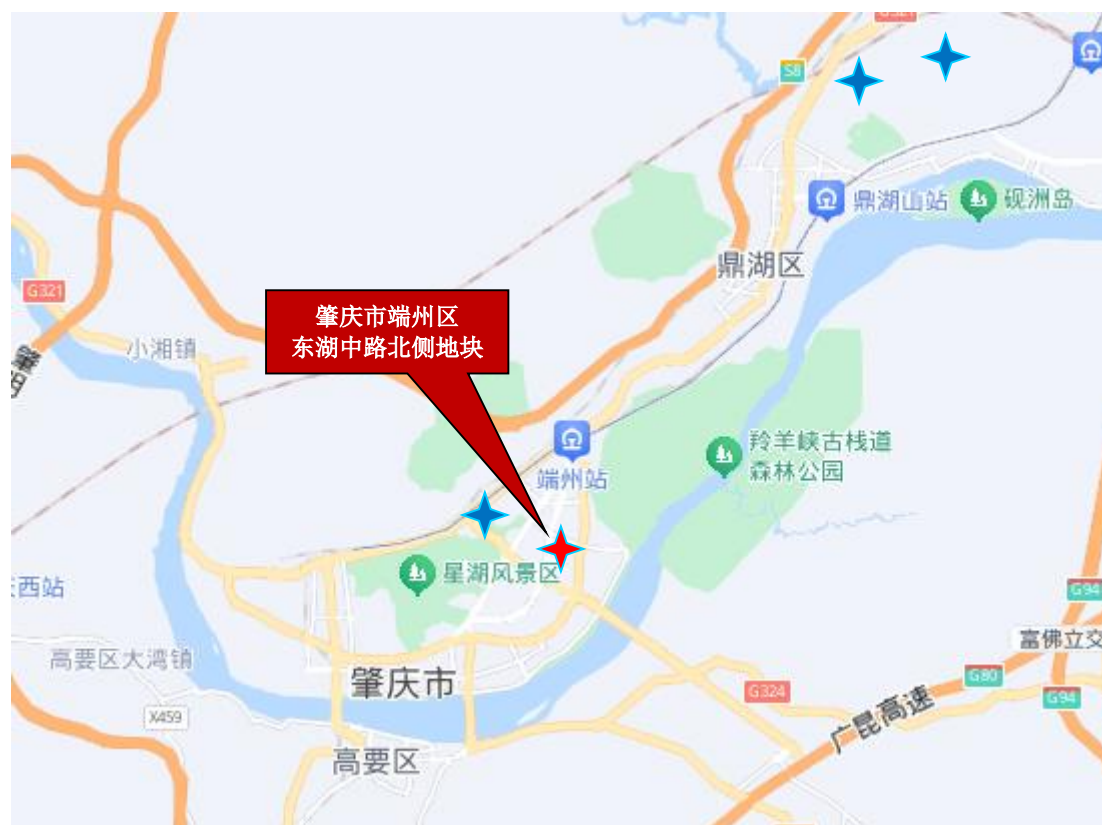 G321
S8
鼎湖山站
砚洲岛
鼎湖区
G321
肇庆市端州区
东湖中路北侧地块
小湘镇
肇明
羚羊峡古栈道
森林公园
端州站
星湖风景区
西站
G94
富佛立交
高要区大湾镇
肇庆市
G80
G324
G94
X459
广昆高速
高要区